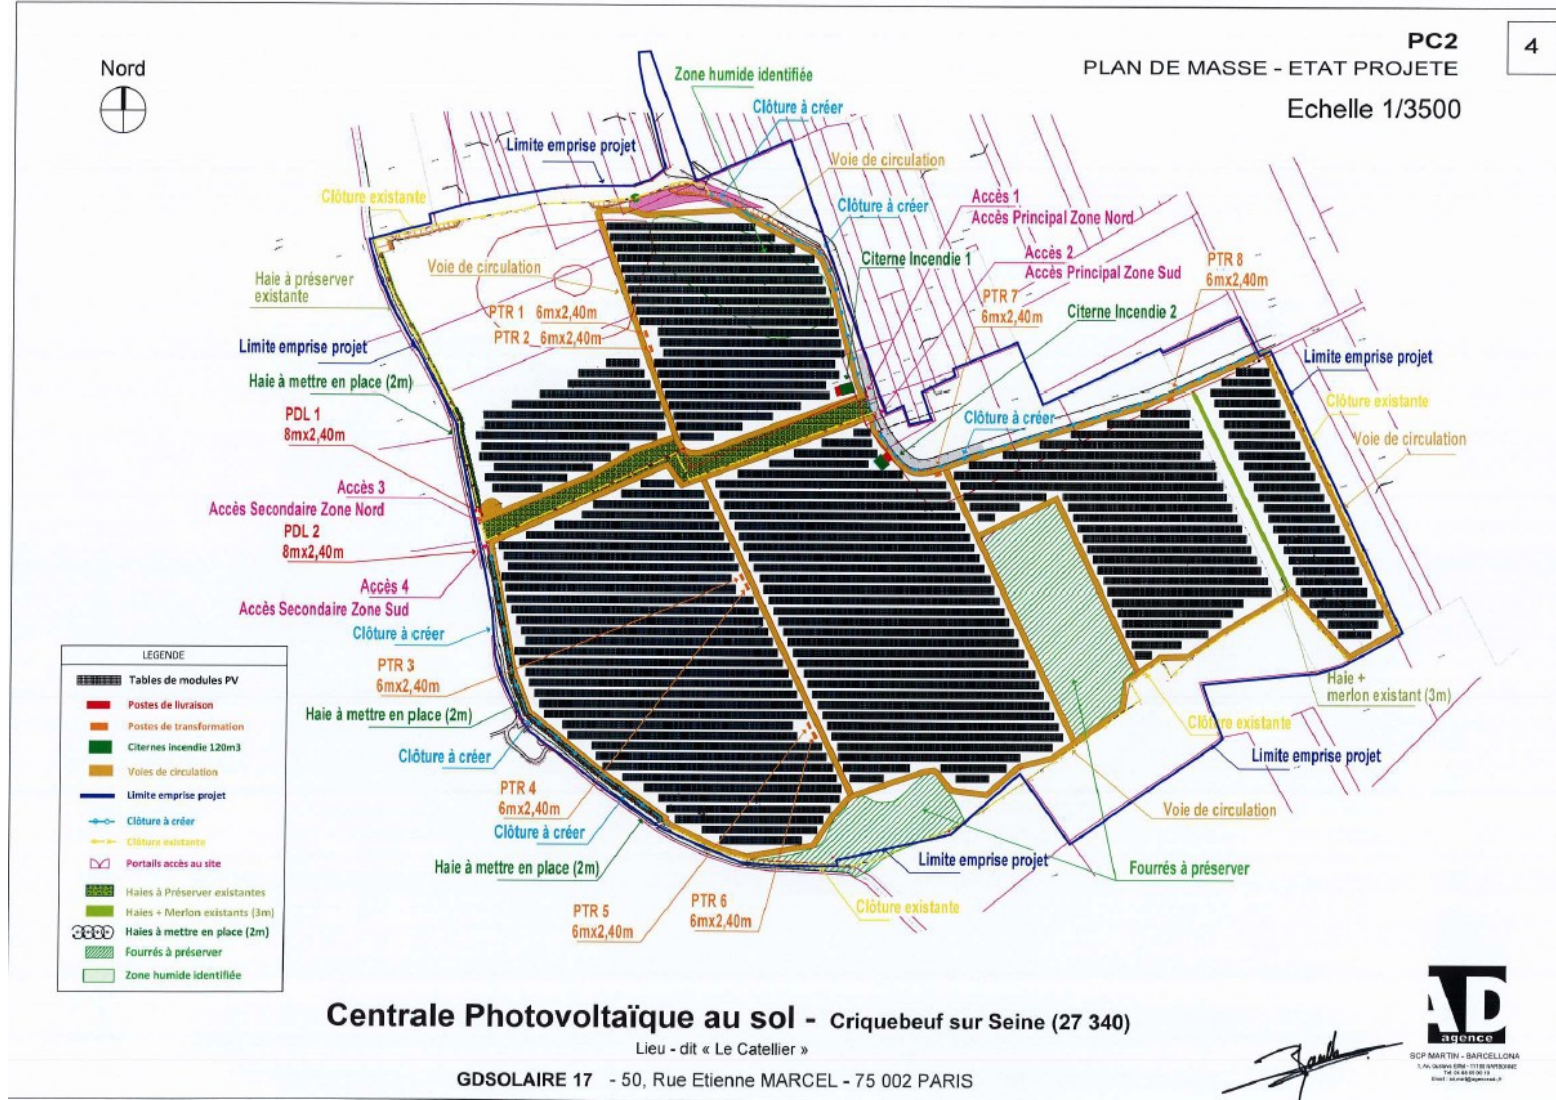 PC2
4
PLAN DE MASSE - ETAT PROJETE
Echelle 1/3500
Nord
Zone humide identifiée
Clôture à créer
Limite emprise projet
Voie de circulation
Clôture existante
Clôture à créer
Accès 1
Accès Principal Zone Nord
Accès 2
Accès Principal Zone Sud
Citerne Incendie 1
PTR 8
6mx2,40m
Voie de circulation
Haie à préserver
existante
PTR 7
6mx2,40m
PTR 1 6mx2,40m
PTR 2 6mx2,40m
Citerne Incendie 2
Limite emprise projet
Limite emprise projet
Haie à mettre en place (2m)
Clôture existante
PDL 1
8mx2,40m
Clôture à créer
Voie de circulation
Accès 3
Accès Secondaire Zone Nord
PDL 2
8mx2,40m
Accès 4
Accès Secondaire Zone Sud
Clôture à créer
PTR 3
6mx2,40m
Haie +
merlon existant (3m)
Haie à mettre en place (2m)
Clôture existante
Clôture à créer
Limite emprise projet
PTR 4
6mx2,40m
Voie de circulation
Clôture à créer
Haie à mettre en place (2m)
Limite emprise projet
Fourrés à préserver
PTR 5
6mx2,40m
PTR 6
6mx2,40m
Clôture existante
LEGENDE
Tables de modules PV
Postes de livraison
Postes de transformation
Citernes incendie 120m3
Voies de circulation
Limite emprise projet
Clôture à créer
Clôture existante
Portails accès au site
Haies à Préserver existantes
Haies + Merlon existants (3m)
Haies à mettre en place (2m)
Fourrés à préserver
Zone humide identifiée
Centrale Photovoltaïque au sol - Criquebeuf sur Seine (27 340)
Lieu - dit « Le Catellier »
GDSOLAIRE 17 - 50, Rue Etienne MARCEL - 75 002 PARIS
AD
agence
SCP MARTIN - BARCELLONA